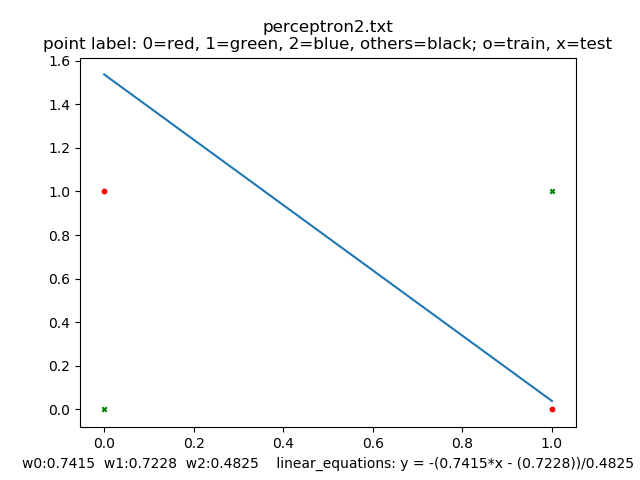 perceptron2.txt
point label: 0=red, 1=green, 2=blue, others=black; o=train, x=test
1.6
1.4
1.2
1.0
0.8
0.6
0.4
0.2
0.0
0.0 0.2 0.4 0.6 0.8 1.0
w0:0.7415 w1:0.7228 w2:0.4825 linear_equations: y = -(0.7415*x - (0.7228))/0.4825